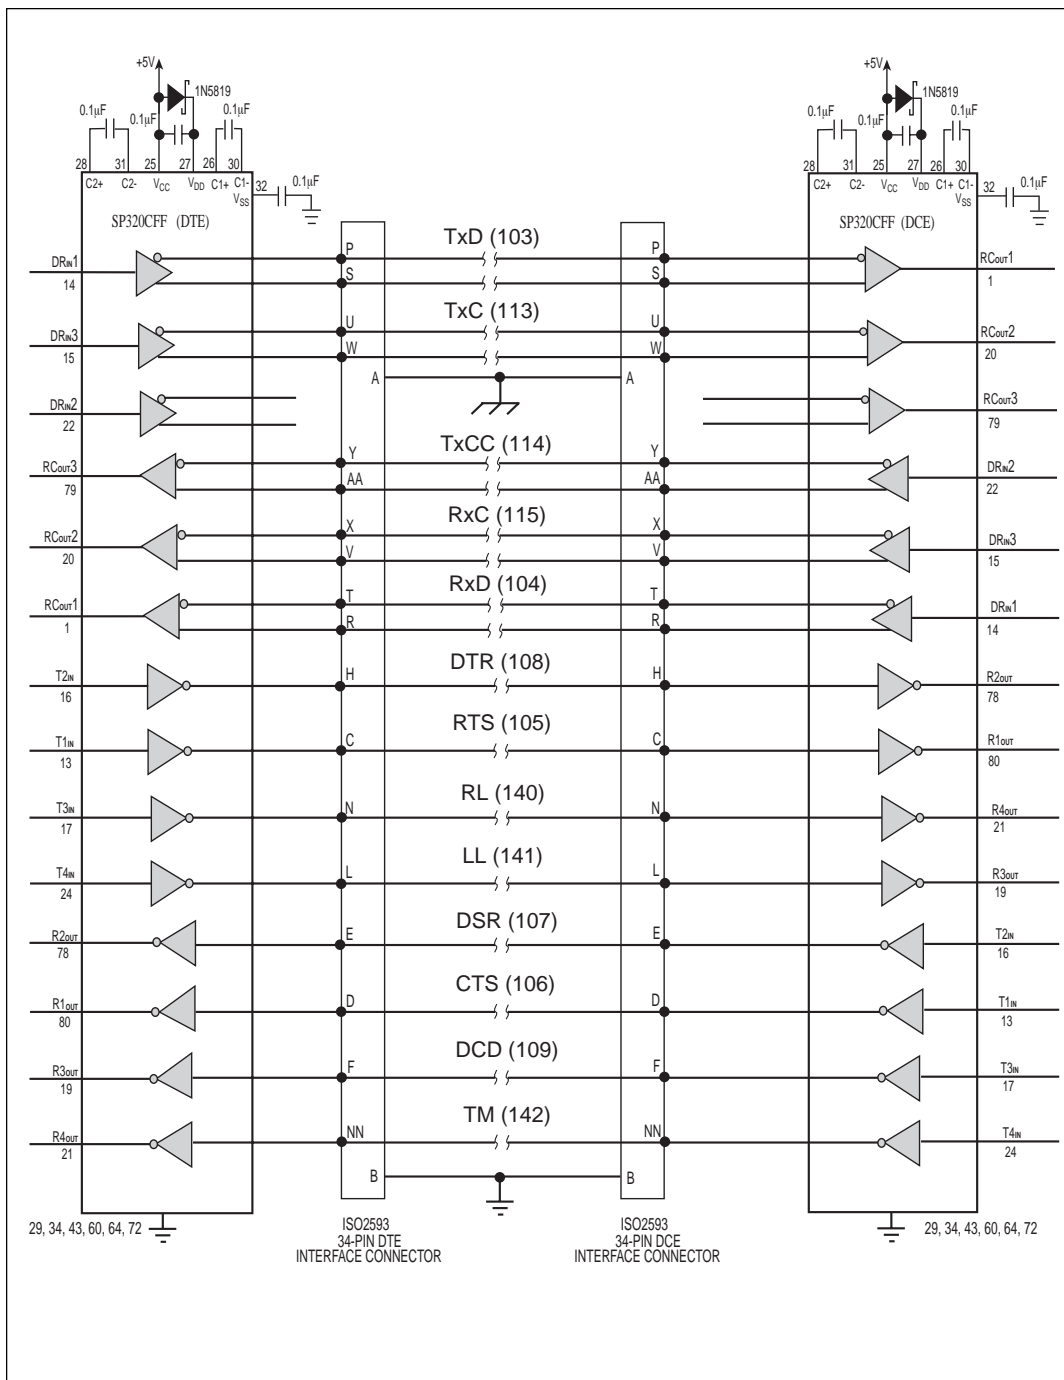 +5V +5V
1N5819 1N5819
0.1µF 0.1µF 0.1µF 0.1µF 0.1µF 0.1µF
28 31 25 27 26 30 28 31 25 27 26 30
C2+ C2- VCC VDD C1+ C1- C2+ C2- VCC VDD C1+ C1-
VSS 32 0.1µF VSS 32 0.1µF
SP320CFF (DTE) SP320CFF (DCE)
DRIN1 P TxD (103) P RCOUT1
14 S S 1
DRIN3 U TxC (113) U RCOUT2
15 W W 20
A A
DRIN2 RCOUT3
22 79
RCOUT3 Y TxCC (114) Y DRIN2
79 AA AA 22
RCOUT2 X RxC (115) X DRIN3
20 V V 15
RCOUT1 T RxD (104) T DRIN1
1 R R 14
T2IN H DTR (108) H R2OUT
16 78
T1IN C RTS (105) C R1OUT
13 80
T3IN N RL (140) N R4OUT
17 21
T4IN L LL (141) L R3OUT
24 19
R2OUT E DSR (107) E T2IN
78 16
R1OUT D CTS (106) D T1IN
80 13
R3OUT F DCD (109) F T3IN
19 17
R4OUT NN TM (142) NN T4IN
21 24
B B
29, 34, 43, 60, 64, 72 29, 34, 43, 60, 64, 72
ISO2593 ISO2593
34-PIN DTE 34-PIN DCE
INTERFACE CONNECTOR INTERFACE CONNECTOR